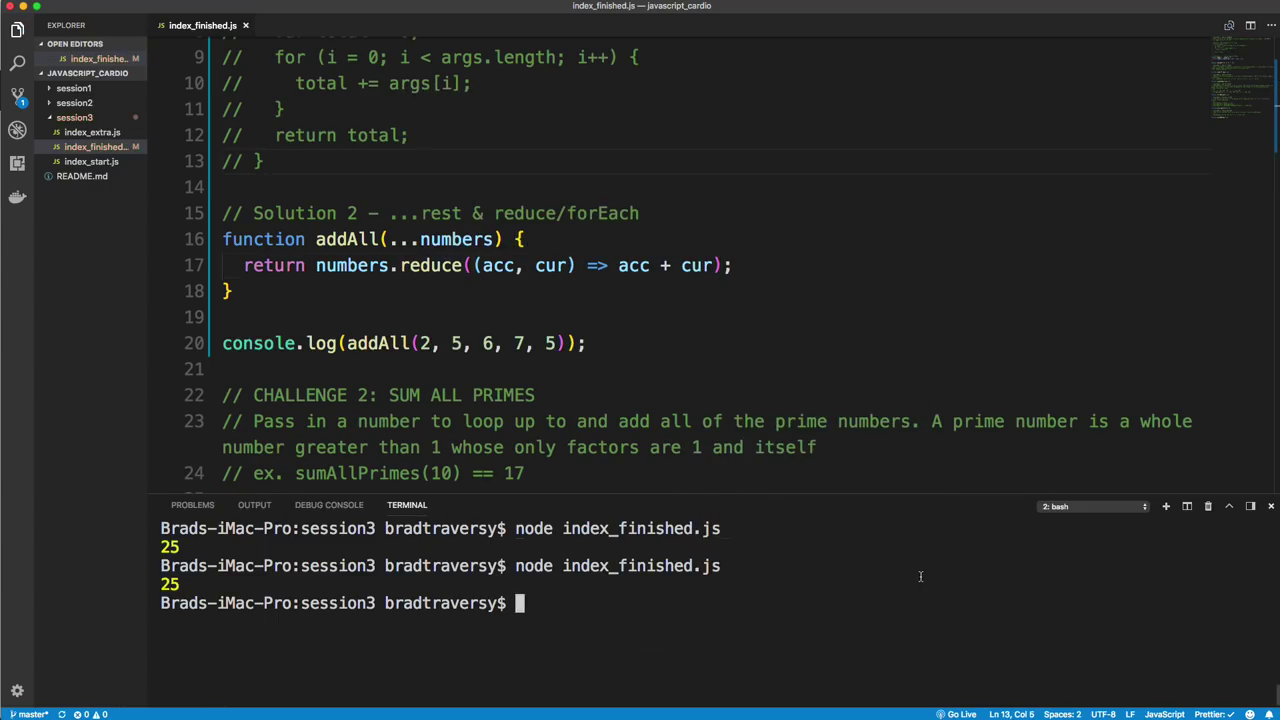 index_finished.js — javascript_cardio
EXPLORER
index_finished.js ×
OPEN EDITORS
index_finishe... M
JAVASCRIPT_CARDIO
session1
session2
session3
index_extra.js
index_finished... M
index_start.js
README.md
1
9 //   for (i = 0; i < args.length; i++) {
10 //     total += args[i];
11 //   }
12 //   return total;
13 // }
14
15 // Solution 2 - ...rest & reduce/forEach
16 function addAll(...numbers) {
17   return numbers.reduce((acc, cur) => acc + cur);
18 }
19
20 console.log(addAll(2, 5, 6, 7, 5));
21
22 // CHALLENGE 2: SUM ALL PRIMES
23 // Pass in a number to loop up to and add all of the prime numbers. A prime number is a whole
number greater than 1 whose only factors are 1 and itself
24 // ex. sumAllPrimes(10) == 17
PROBLEMS OUTPUT DEBUG CONSOLE TERMINAL 2: bash
Brads-iMac-Pro:session3 bradtraversy$ node index_finished.js
25
Brads-iMac-Pro:session3 bradtraversy$ node index_finished.js
25
Brads-iMac-Pro:session3 bradtraversy$
master* 0 0 Go Live Ln 13, Col 5 Spaces: 2 UTF-8 LF JavaScript Prettier: ✓